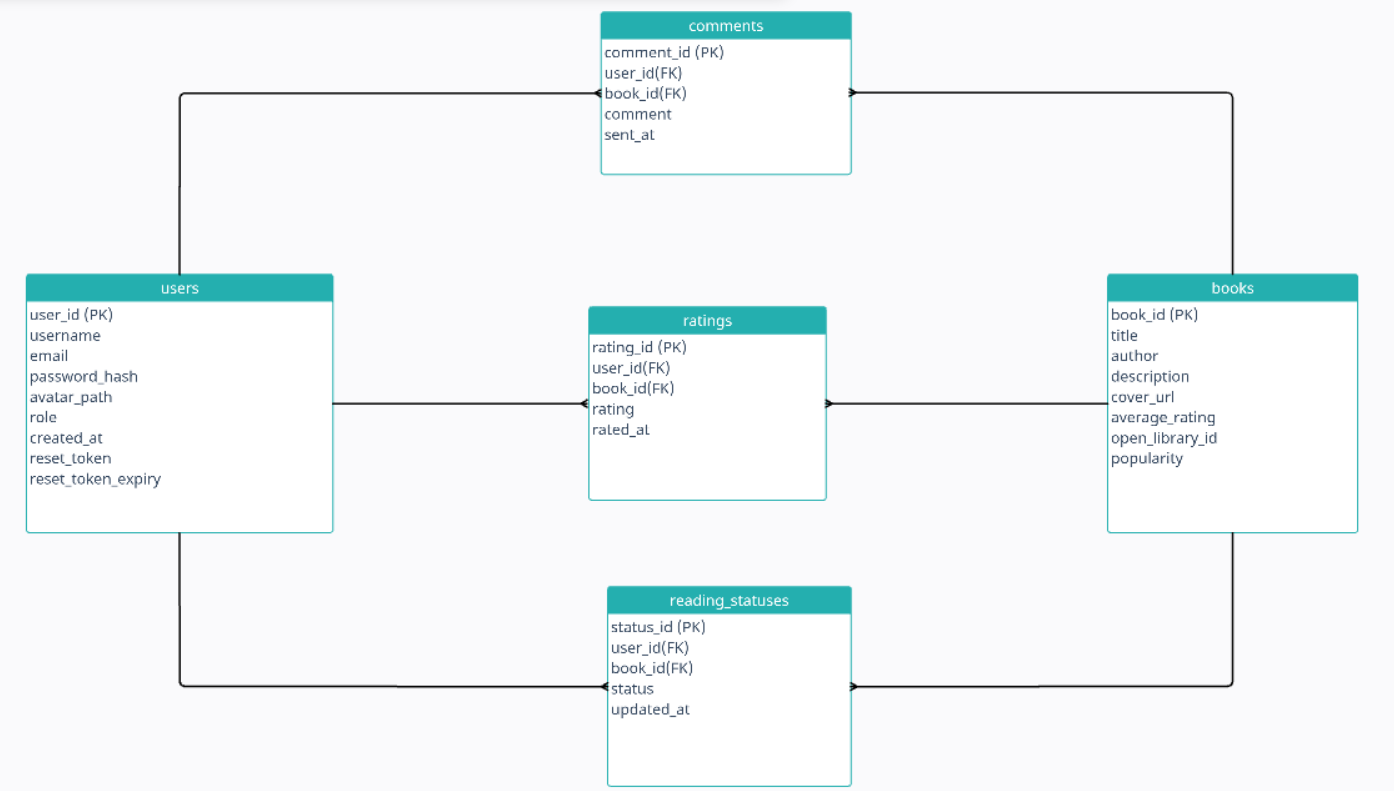 comments
comment_id (PK)
user_id(FK)
book_id(FK)
comment
sent_at
users
user_id (PK)
username
email
password_hash
avatar_path
role
created_at
reset_token
reset_token_expiry
ratings
rating_id (PK)
user_id(FK)
book_id(FK)
rating
rated_at
books
book_id (PK)
title
author
description
cover_url
average_rating
open_library_id
popularity
reading_statuses
status_id (PK)
user_id(FK)
book_id(FK)
status
updated_at